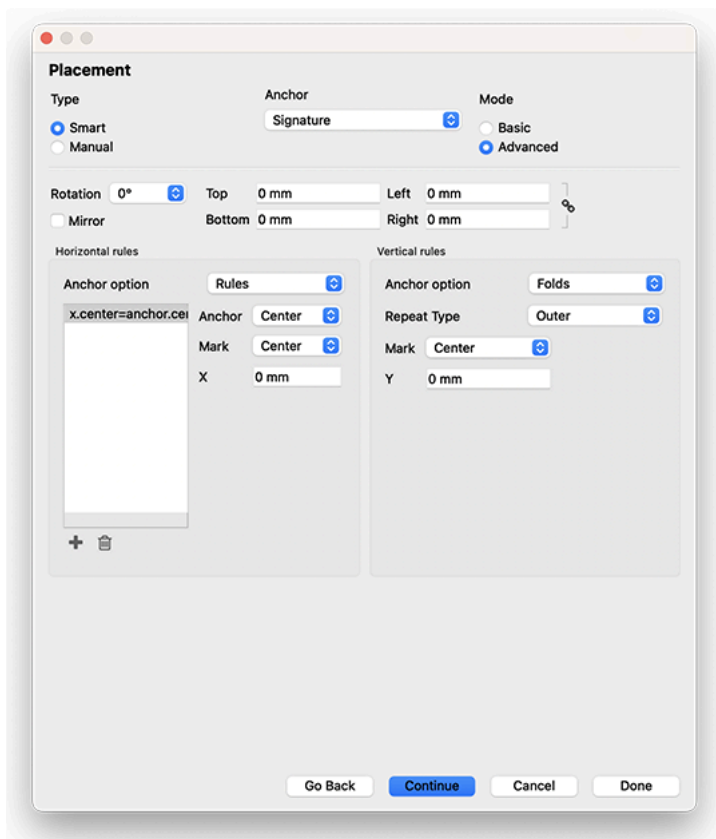 Placement
Type
Anchor
Mode
Smart
Signature
Basic
Manual
Advanced
Rotation 0° Top 0 mm Left 0 mm
Mirror Bottom 0 mm Right 0 mm
Horizontal rules
Anchor option Rules
x.center=anchor.cei Anchor Center
Mark Center
X 0 mm
Vertical rules
Anchor option Folds
Repeat Type Outer
Mark Center
Y 0 mm
Go Back Continue Cancel Done